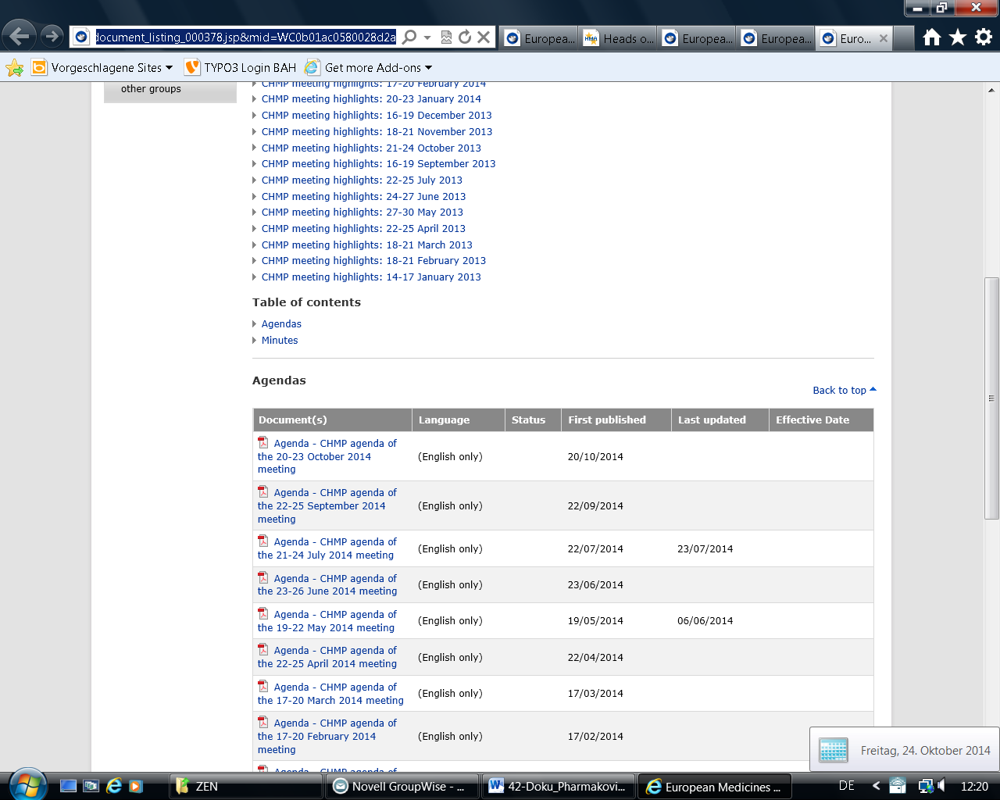 document_listing_000378.jsp&mid=WC0b01ac0580028d2a
Europea...
Heads o...
Europea...
Europea...
Euro...
Vorgeschlagene Sites
TYPO3 Login BAH
Get more Add-ons
other groups
CHMP meeting highlights: 17-20 February 2014
CHMP meeting highlights: 20-23 January 2014
CHMP meeting highlights: 16-19 December 2013
CHMP meeting highlights: 18-21 November 2013
CHMP meeting highlights: 21-24 October 2013
CHMP meeting highlights: 16-19 September 2013
CHMP meeting highlights: 22-25 July 2013
CHMP meeting highlights: 24-27 June 2013
CHMP meeting highlights: 27-30 May 2013
CHMP meeting highlights: 22-25 April 2013
CHMP meeting highlights: 18-21 March 2013
CHMP meeting highlights: 18-21 February 2013
CHMP meeting highlights: 14-17 January 2013
Table of contents
Agendas
Minutes
Agendas
Back to top
Document(s) Language Status First published Last updated Effective Date
Agenda - CHMP agenda of
the 20-23 October 2014
meeting
(English only) 20/10/2014
Agenda - CHMP agenda of
the 22-25 September 2014
meeting
(English only) 22/09/2014
Agenda - CHMP agenda of
the 21-24 July 2014 meeting
(English only) 22/07/2014 23/07/2014
Agenda - CHMP agenda of
the 23-26 June 2014 meeting
(English only) 23/06/2014
Agenda - CHMP agenda of
the 19-22 May 2014 meeting
(English only) 19/05/2014 06/06/2014
Agenda - CHMP agenda of
the 22-25 April 2014 meeting
(English only) 22/04/2014
Agenda - CHMP agenda of
the 17-20 March 2014 meeting
(English only) 17/03/2014
Agenda - CHMP agenda of
the 17-20 February 2014
meeting
(English only) 17/02/2014
Freitag, 24. Oktober 2014
ZEN
Novell GroupWise - ...
42-Doku_Pharmakovi...
European Medicines ...
DE
12:20